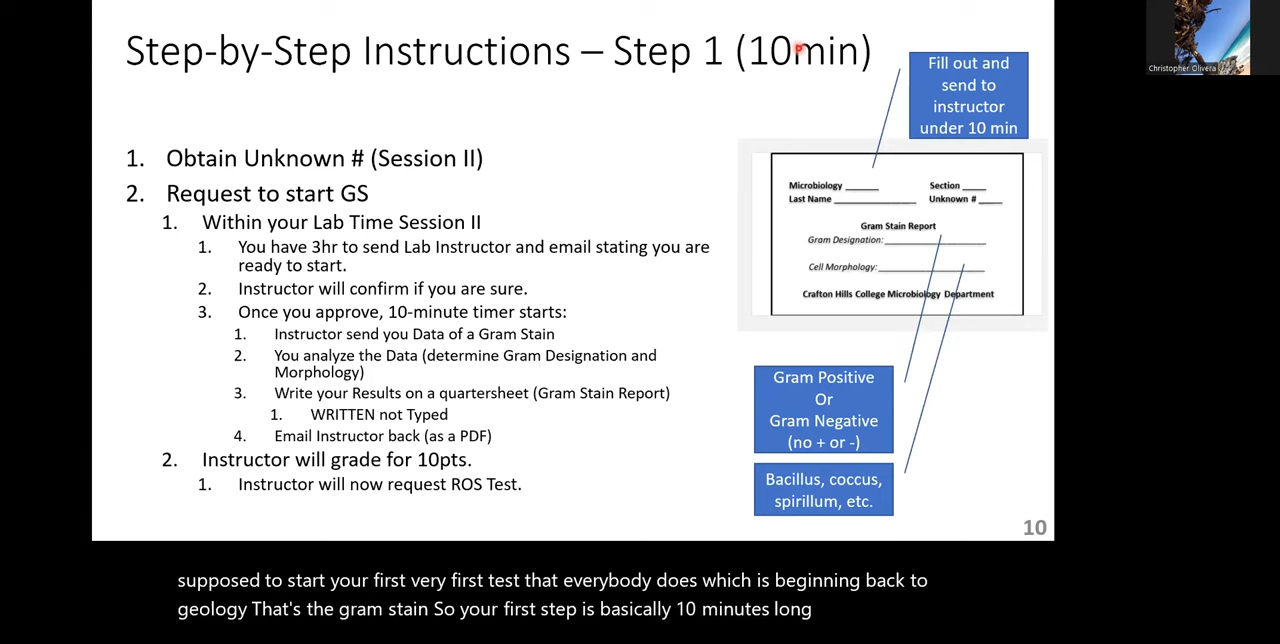 Step-by-Step Instructions – Step 1 (10min)
Christopher Olivera
Fill out and
send to
instructor
under 10 min
1. Obtain Unknown # (Session II)
2. Request to start GS
1. Within your Lab Time Session II
1. You have 3hr to send Lab Instructor and email stating you are
ready to start.
2. Instructor will confirm if you are sure.
3. Once you approve, 10-minute timer starts:
1. Instructor send you Data of a Gram Stain
2. You analyze the Data (determine Gram Designation and
Morphology)
3. Write your Results on a quartersheet (Gram Stain Report)
1. WRITTEN not Typed
4. Email Instructor back (as a PDF)
2. Instructor will grade for 10pts.
1. Instructor will now request ROS Test.
Microbiology ______ Section ____
Last Name ______________ Unknown # ____
Gram Stain Report
Gram Designation:__________________
Cell Morphology:___________________
Crafton Hills College Microbiology Department
Gram Positive
Or
Gram Negative
(no + or -)
Bacillus, coccus,
spirillum, etc.
10
supposed to start your first very first test that everybody does which is beginning back to
geology That's the gram stain So your first step is basically 10 minutes long